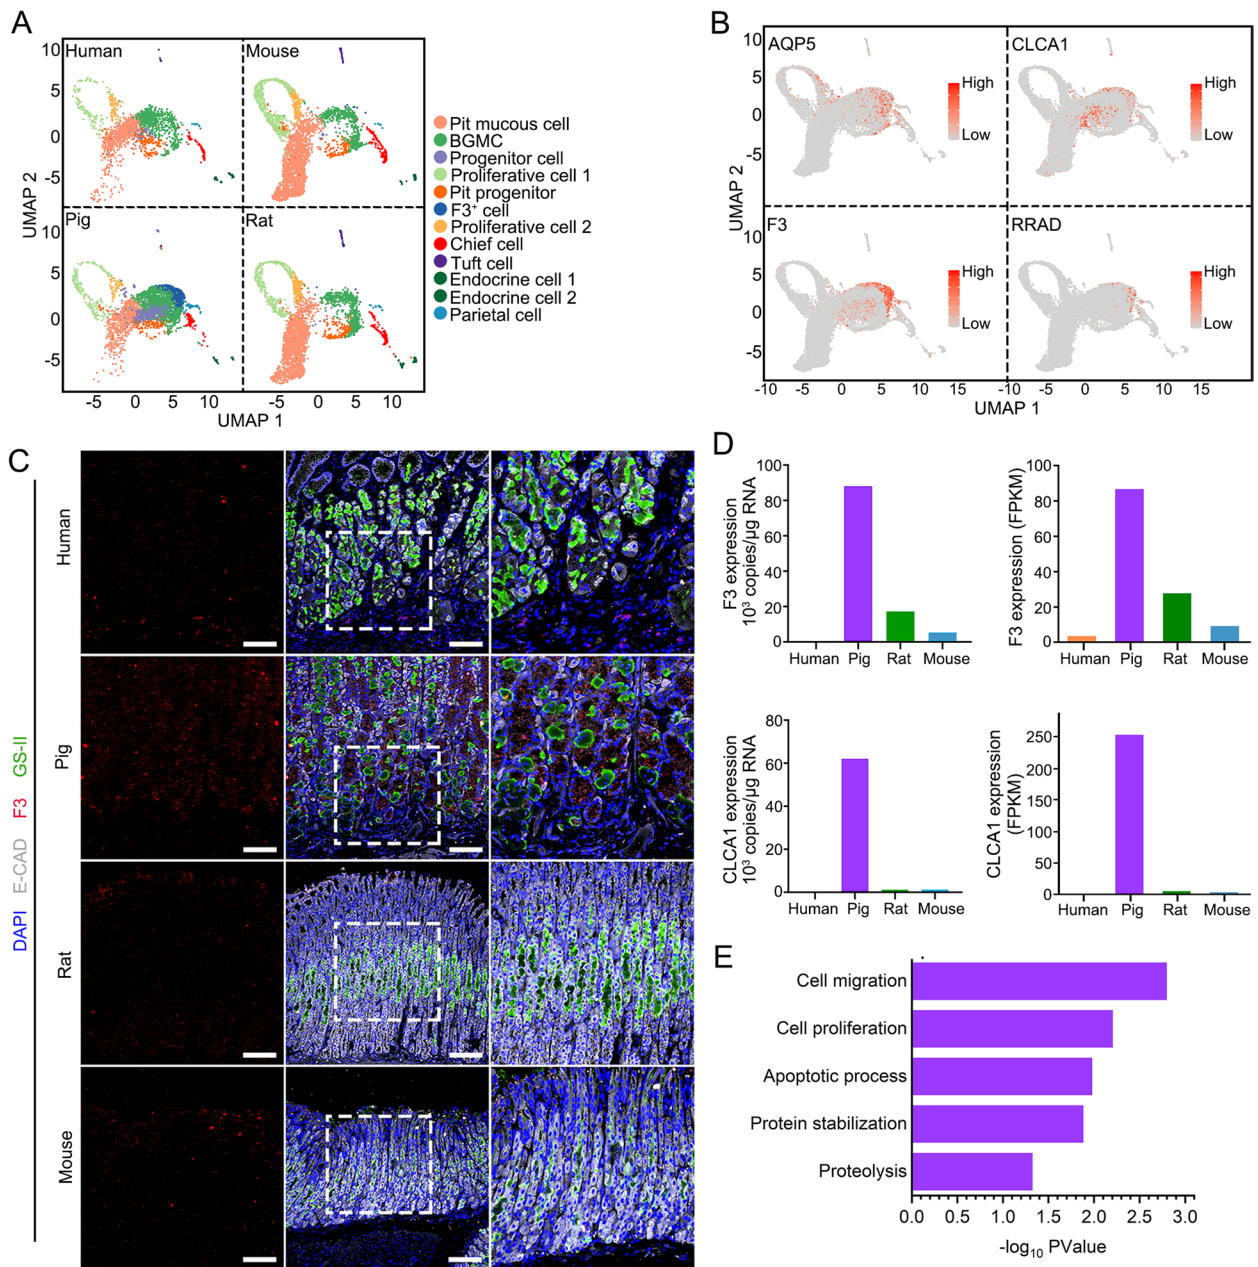 A
Human
Mouse
Pig
Rat
10
5
0
-5
10
5
0
-5
UMAP 2
-5 0 5 10
-5 0 5 10
UMAP 1
Pit mucous cell
BGMC
Progenitor cell
Proliferative cell 1
Pit progenitor
F3+ cell
Proliferative cell 2
Chief cell
Tuft cell
Endocrine cell 1
Endocrine cell 2
Parietal cell
B
AQP5
High
Low
CLCA1
High
Low
F3
High
Low
RRAD
High
Low
10
5
0
-5
10
5
0
-5
UMAP 2
-10 -5 0 5 10 15
-10 -5 0 5 10 15
UMAP 1
C
Human
Pig
Rat
Mouse
DAPI E-CAD F3 GS-II
D
F3 expression
10³ copies/µg RNA
100
80
60
40
20
0
Human Pig Rat Mouse
F3 expression (FPKM)
100
80
60
40
20
0
Human Pig Rat Mouse
CLCA1 expression
10³ copies/µg RNA
80
60
40
20
0
Human Pig Rat Mouse
CLCA1 expression
(FPKM)
250
200
150
100
50
0
Human Pig Rat Mouse
E
Cell migration
Cell proliferation
Apoptotic process
Protein stabilization
Proteolysis
0.0 0.5 1.0 1.5 2.0 2.5 3.0
-log10 PValue